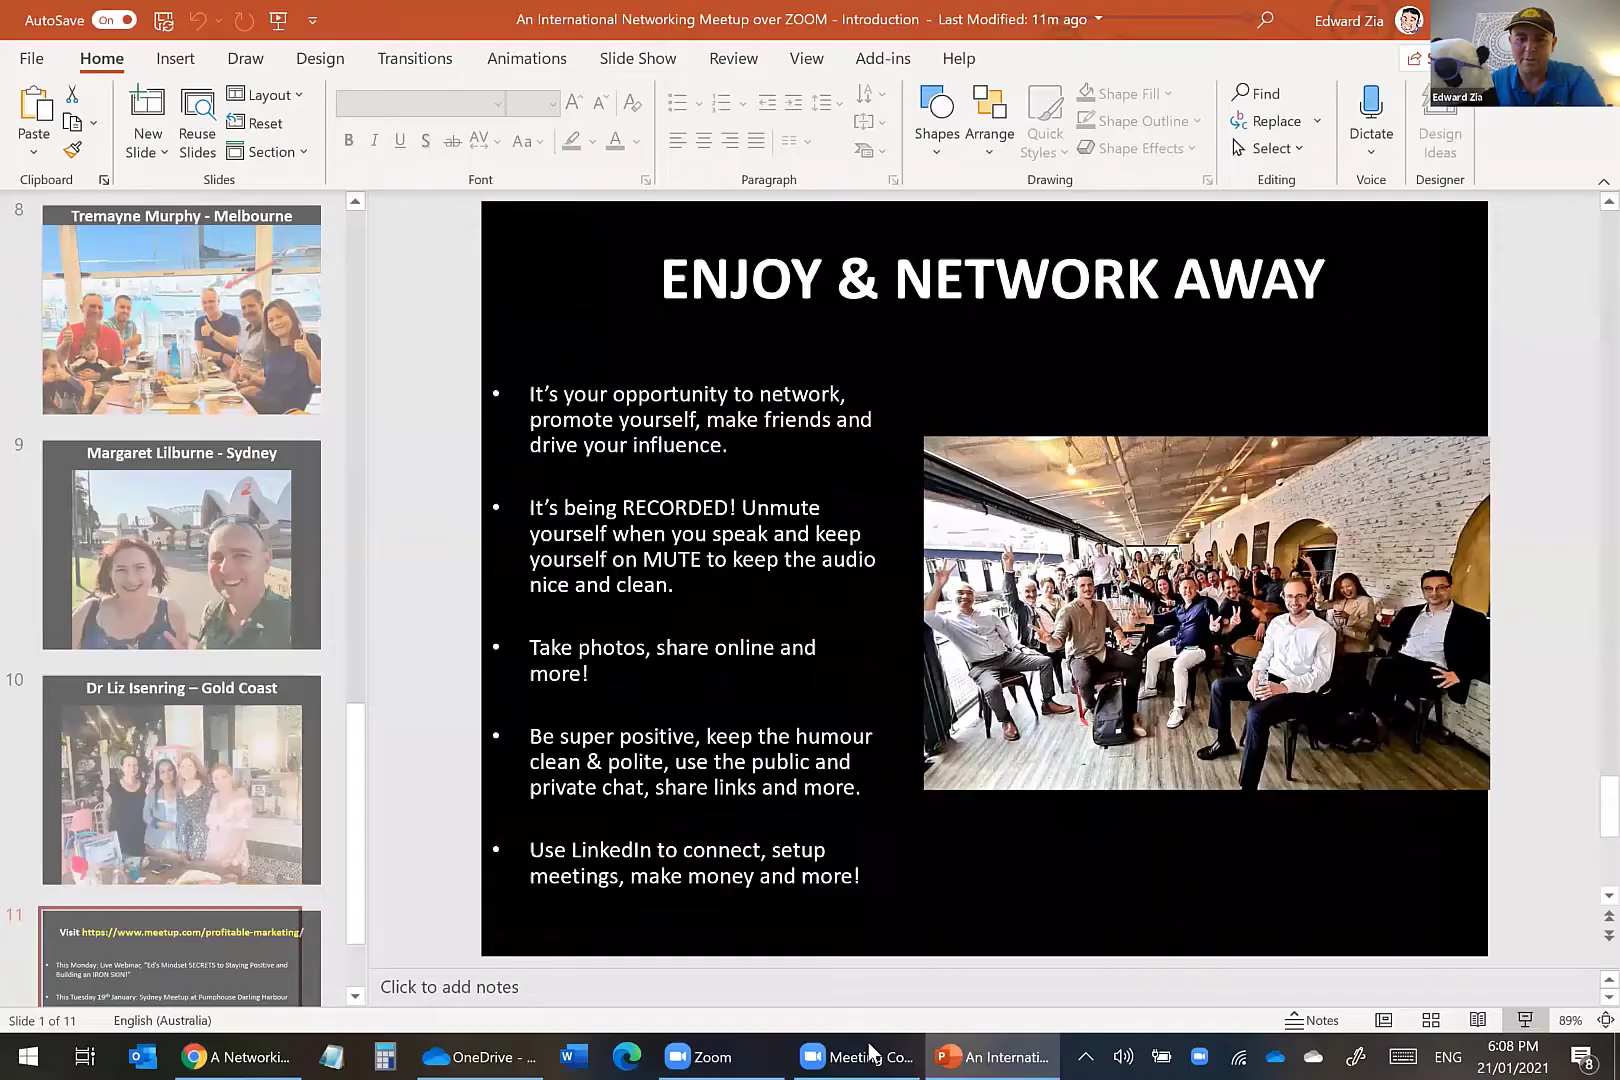 AutoSave On
An International Networking Meetup over ZOOM - Introduction - Last Modified: 11m ago
Edward Zia
File Home Insert Draw Design Transitions Animations Slide Show Review View Add-ins Help
Edward Zia
Paste
New Slide
Reuse Slides
Layout
Reset
Section
Aa
Shapes
Arrange
Quick Styles
Shape Fill
Shape Outline
Shape Effects
Find
Replace
Select
Dictate
Design Ideas
Clipboard Slides Font Paragraph Drawing Editing Voice Designer
8
Tremayne Murphy - Melbourne
9
Margaret Lilburne - Sydney
10
Dr Liz Isenring – Gold Coast
11
Visit https://www.meetup.com/profitable-marketing/
• This Monday: Live Webinar, "Ed's Mindset SECRETS to Staying Positive and
Building an IRON SKIN!"
• This Tuesday 19th January: Sydney Meetup at Pumphouse Darling Harbour
ENJOY & NETWORK AWAY
• It's your opportunity to network,
promote yourself, make friends and
drive your influence.
• It's being RECORDED! Unmute
yourself when you speak and keep
yourself on MUTE to keep the audio
nice and clean.
• Take photos, share online and
more!
• Be super positive, keep the humour
clean & polite, use the public and
private chat, share links and more.
• Use LinkedIn to connect, setup
meetings, make money and more!
Click to add notes
Slide 1 of 11 English (Australia) Notes 89%
A Networki... OneDrive - ... Zoom Meeting Co... An Internati... ENG
6:08 PM
21/01/2021
8